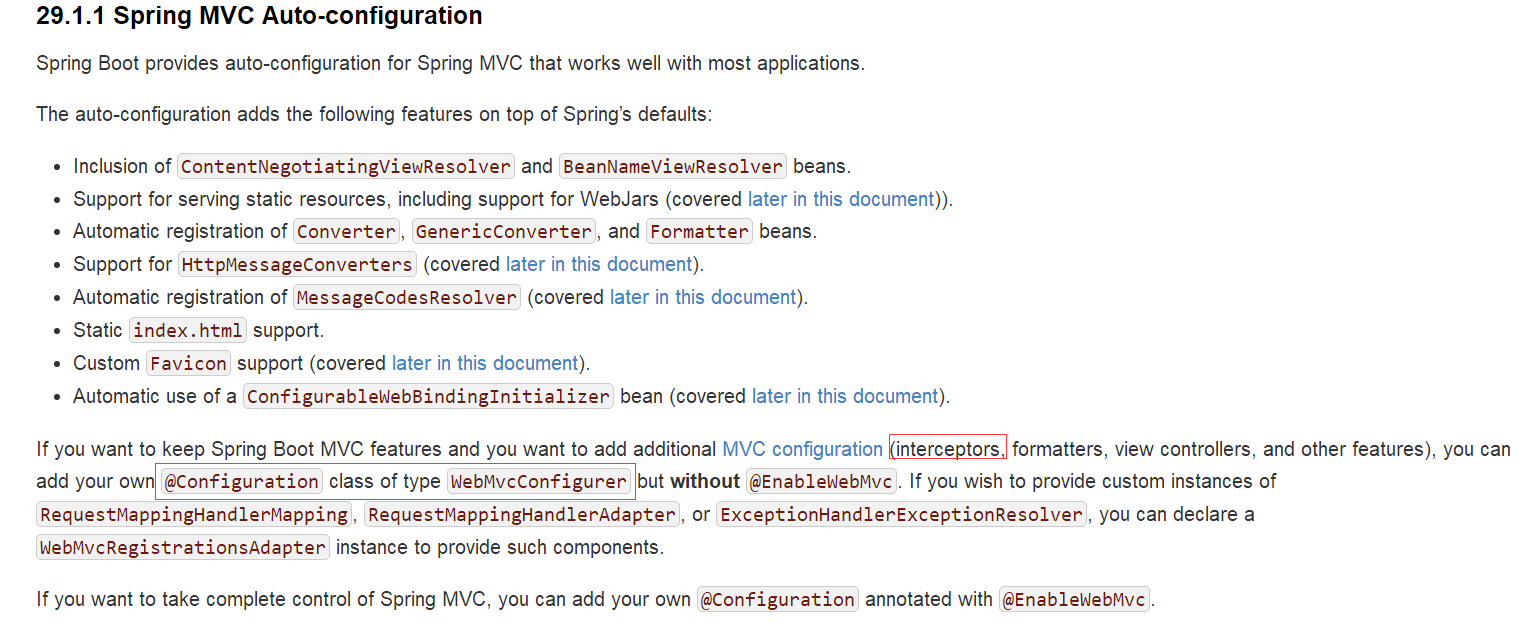 29.1.1 Spring MVC Auto-configuration
Spring Boot provides auto-configuration for Spring MVC that works well with most applications.
The auto-configuration adds the following features on top of Spring’s defaults:
• Inclusion of ContentNegotiatingViewResolver and BeanNameViewResolver beans.
• Support for serving static resources, including support for WebJars (covered later in this document)).
• Automatic registration of Converter, GenericConverter, and Formatter beans.
• Support for HttpMessageConverters (covered later in this document).
• Automatic registration of MessageCodesResolver (covered later in this document).
• Static index.html support.
• Custom Favicon support (covered later in this document).
• Automatic use of a ConfigurableWebBindingInitializer bean (covered later in this document).
If you want to keep Spring Boot MVC features and you want to add additional MVC configuration (interceptors, formatters, view controllers, and other features), you can
add your own @Configuration class of type WebMvcConfigurer but without @EnableWebMvc. If you wish to provide custom instances of
RequestMappingHandlerMapping, RequestMappingHandlerAdapter, or ExceptionHandlerExceptionResolver, you can declare a
WebMvcRegistrationsAdapter instance to provide such components.
If you want to take complete control of Spring MVC, you can add your own @Configuration annotated with @EnableWebMvc.